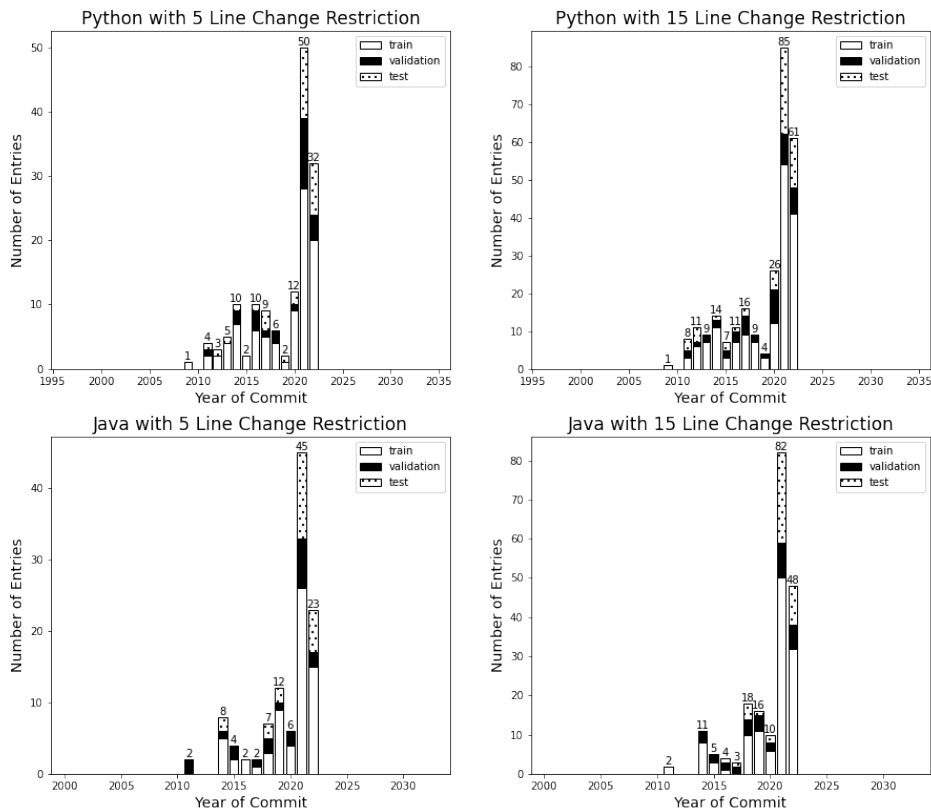 Python with 5 Line Change Restriction
Number of Entries
50
40
30
20
10
0
1
4
3
5
10
2
10
9
6
2
12
50
32
train
validation
test
1995 2000 2005 2010 2015 2020 2025 2030 2035
Year of Commit
Python with 15 Line Change Restriction
Number of Entries
80
70
60
50
40
30
20
10
0
1
8
11
9
14
7
11
16
9
4
26
85
61
train
validation
test
1995 2000 2005 2010 2015 2020 2025 2030 2035
Year of Commit
Java with 5 Line Change Restriction
Number of Entries
40
30
20
10
0
2
8
4
2
2
7
12
6
45
23
train
validation
test
2000 2005 2010 2015 2020 2025 2030
Year of Commit
Java with 15 Line Change Restriction
Number of Entries
80
70
60
50
40
30
20
10
0
2
11
5
4
3
18
16
10
82
48
train
validation
test
2000 2005 2010 2015 2020 2025 2030
Year of Commit